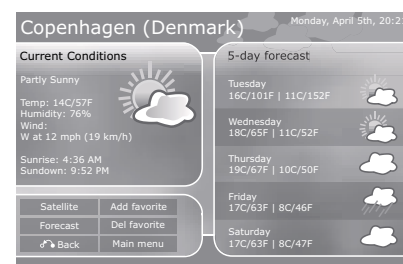 Copenhagen (Denmark)
Monday, April 5th, 20:2
Current Conditions
Partly Sunny
Temp: 14C/57F
Humidity: 76%
Wind:
W at 12 mph (19 km/h)
Sunrise: 4:36 AM
Sundown: 9:52 PM
Satellite
Add favorite
Forecast
Del favorite
Back
Main menu
5-day forecast
Tuesday
16C/101F | 11C/152F
Wednesday
18C/65F | 11C/52F
Thursday
19C/67F | 10C/50F
Friday
17C/63F | 8C/46F
Saturday
17C/63F | 8C/47F